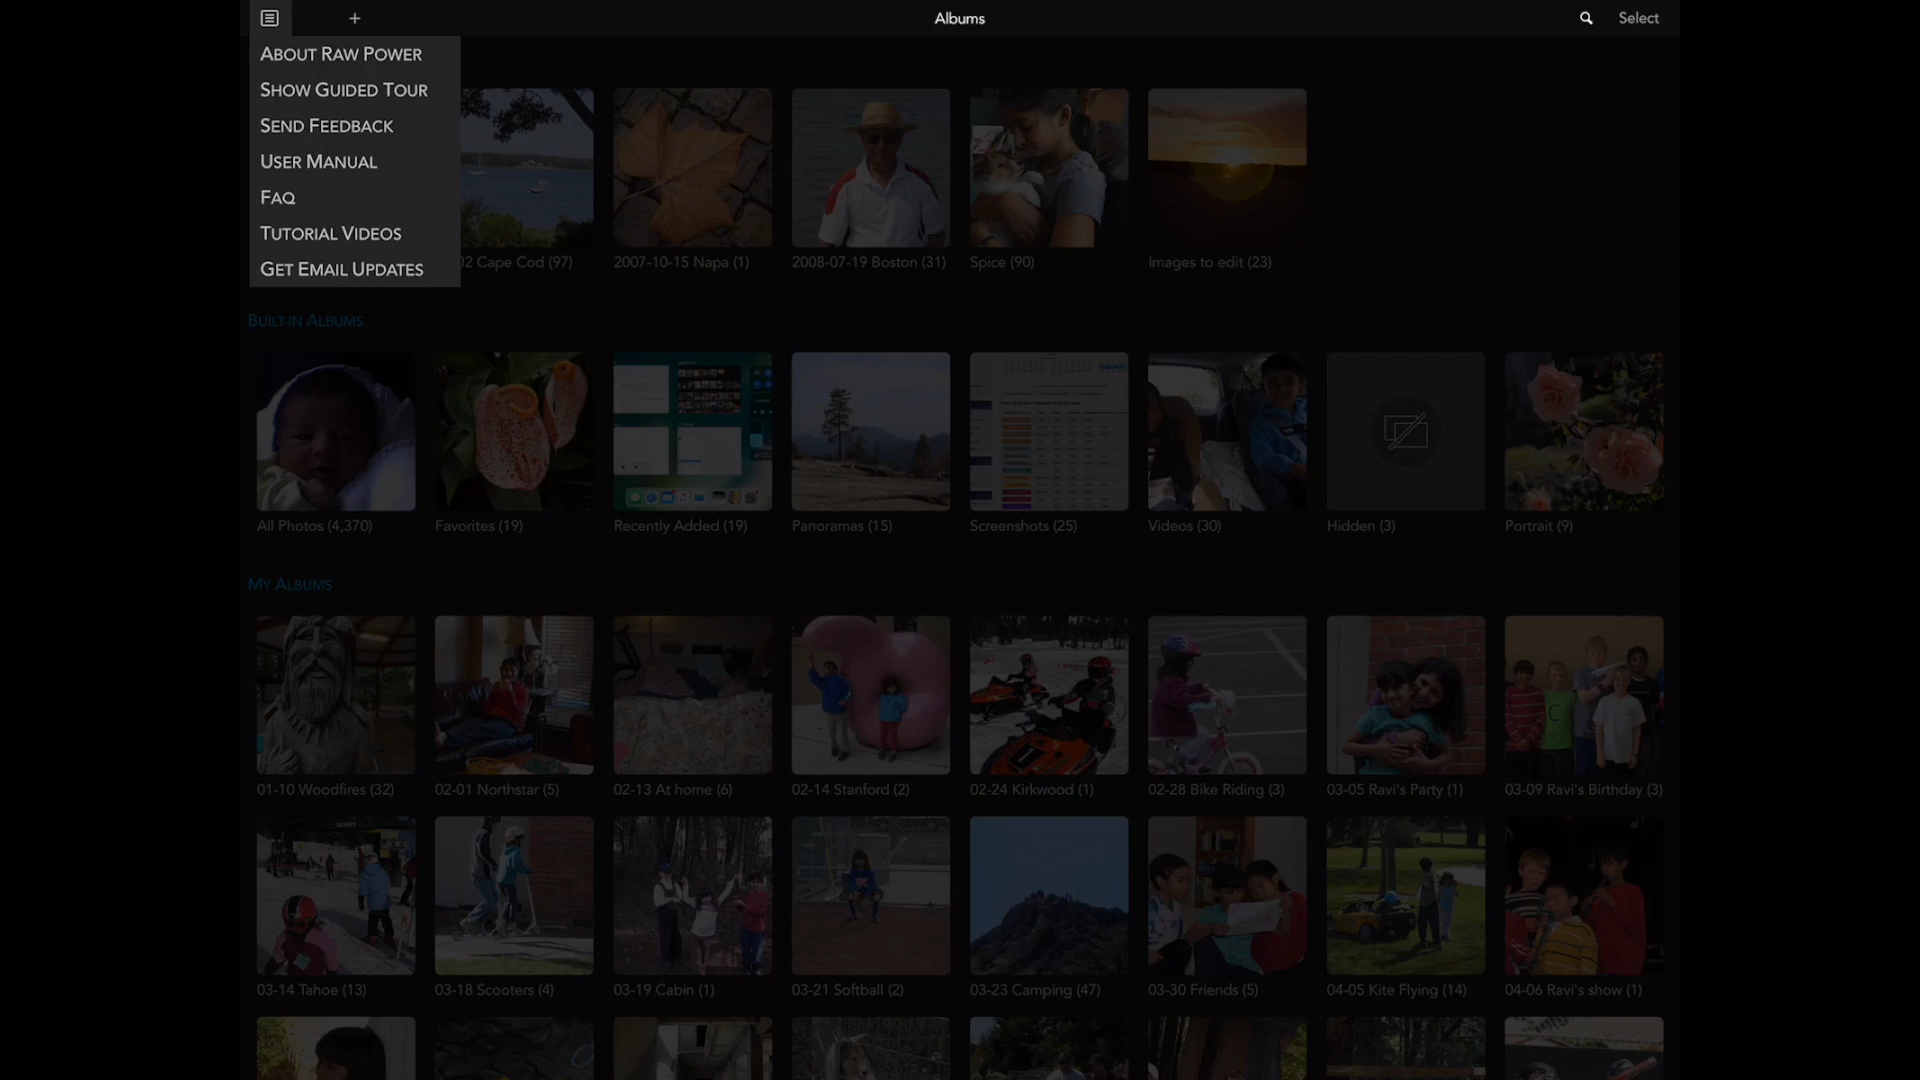 Albums
Select
ABOUT RAW POWER
SHOW GUIDED TOUR
SEND FEEDBACK
USER MANUAL
FAQ
TUTORIAL VIDEOS
GET EMAIL UPDATES
02 Cape Cod (97)
2007-10-15 Napa (1)
2008-07-19 Boston (31)
Spice (90)
Images to edit (23)
BUILT-IN ALBUMS
All Photos (4,370)
Favorites (19)
Recently Added (19)
Panoramas (15)
Screenshots (25)
Videos (30)
Hidden (3)
Portrait (9)
MY ALBUMS
01-10 Woodfires (32)
02-01 Northstar (5)
02-13 At home (6)
02-14 Stanford (2)
02-24 Kirkwood (1)
02-28 Bike Riding (3)
03-05 Ravi's Party (1)
03-09 Ravi's Birthday (3)
03-14 Tahoe (13)
03-18 Scooters (4)
03-19 Cabin (1)
03-21 Softball (2)
03-23 Camping (47)
03-30 Friends (5)
04-05 Kite Flying (14)
04-06 Ravi's show (1)